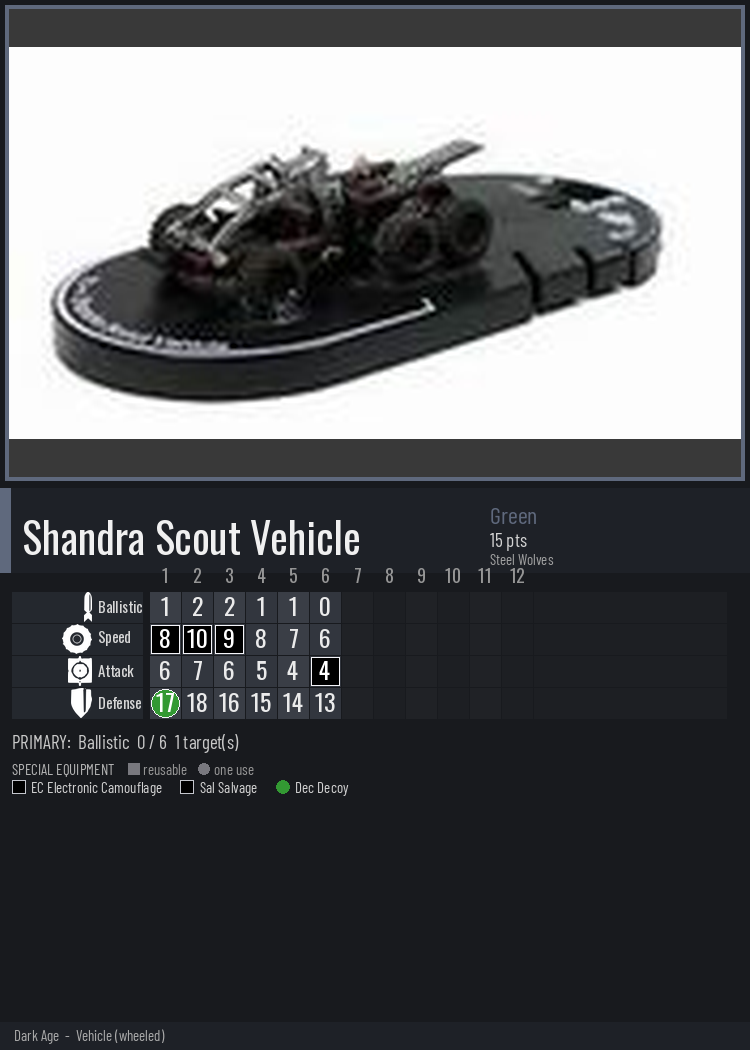 Shandra Scout Vehicle
Green
15 pts
Steel Wolves
1 2 3 4 5 6 7 8 9 10 11 12
Ballistic 1 2 2 1 1 0
Speed 8 10 9 8 7 6
Attack 6 7 6 5 4 4
Defense 17 18 16 15 14 13
PRIMARY: Ballistic 0 / 6 1 target(s)
SPECIAL EQUIPMENT reusable one use
EC Electronic Camouflage Sal Salvage Dec Decoy
Dark Age - Vehicle (wheeled)